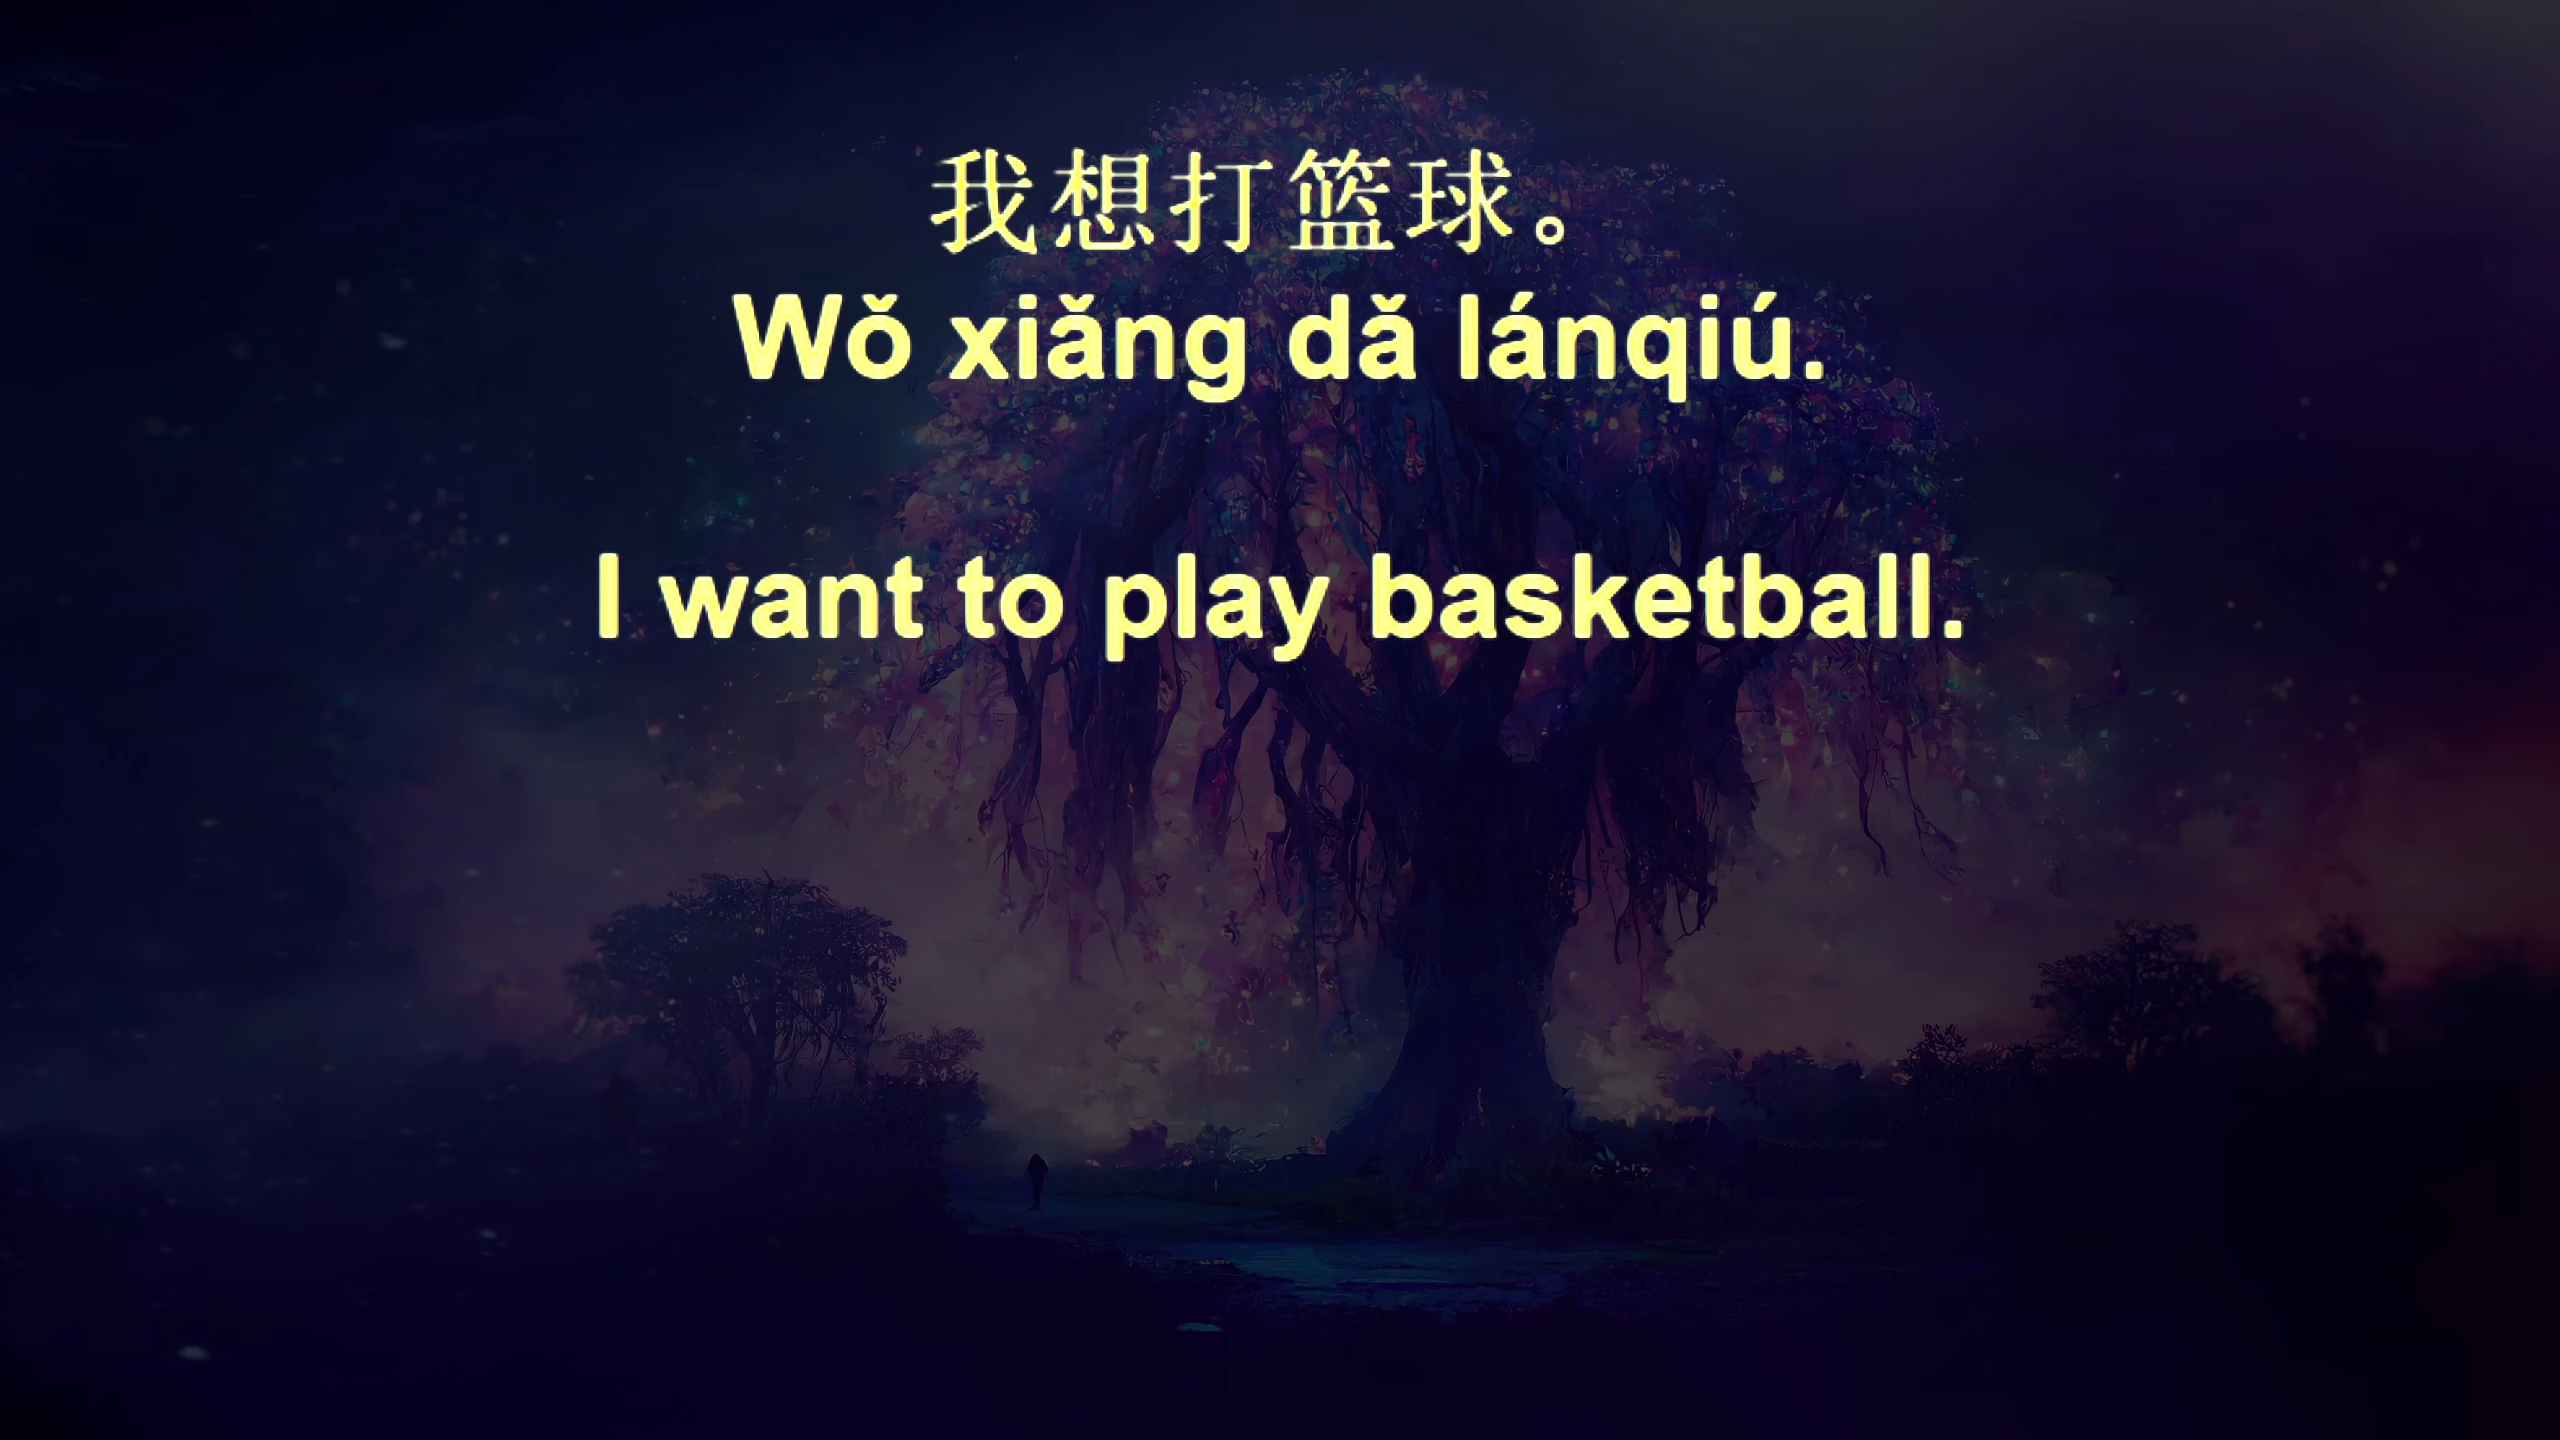 我想打篮球。
Wǒ xiǎng dǎ lánqiú.
I want to play basketball.